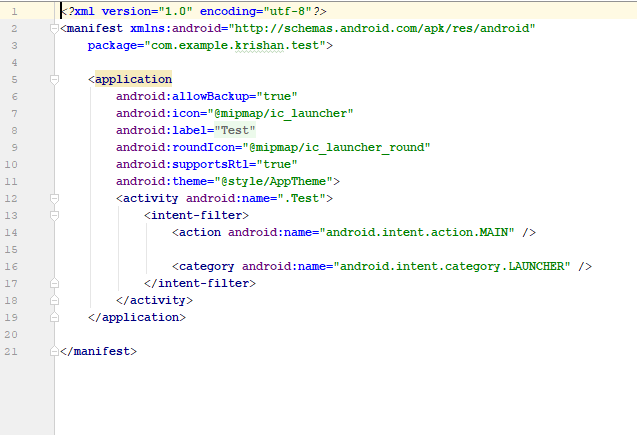 1 <?xml version="1.0" encoding="utf-8"?>
2 <manifest xmlns:android="http://schemas.android.com/apk/res/android"
3     package="com.example.krishan.test">
4
5     <application
6         android:allowBackup="true"
7         android:icon="@mipmap/ic_launcher"
8         android:label="Test"
9         android:roundIcon="@mipmap/ic_launcher_round"
10         android:supportsRtl="true"
11         android:theme="@style/AppTheme">
12         <activity android:name=".Test">
13             <intent-filter>
14                 <action android:name="android.intent.action.MAIN" />
15
16                 <category android:name="android.intent.category.LAUNCHER" />
17             </intent-filter>
18         </activity>
19     </application>
20
21 </manifest>